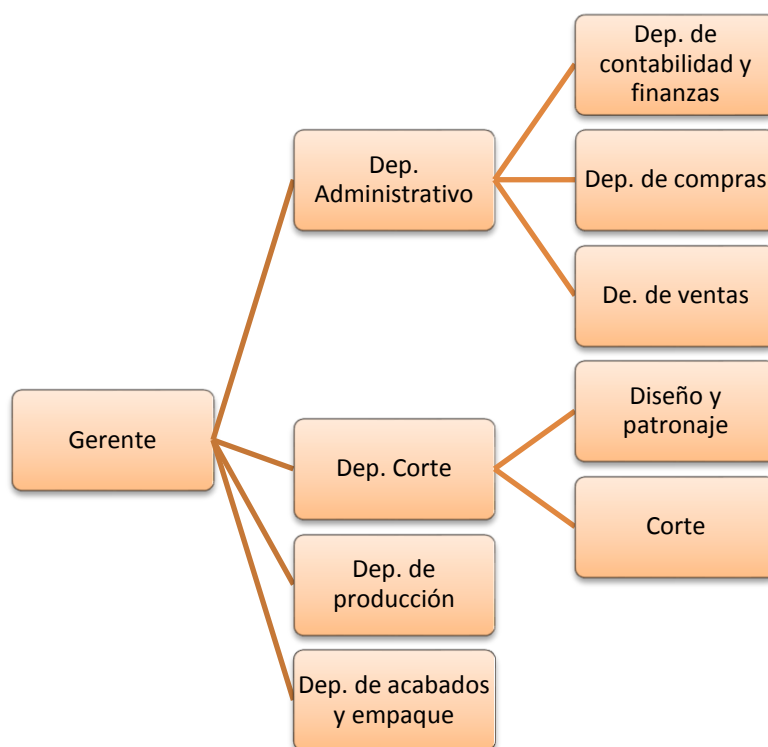 Dep. de
contabilidad y
finanzas
Dep.
Administrativo
Dep. de compras
De. de ventas
Gerente
Dep. Corte
Diseño y
patronaje
Corte
Dep. de
producción
Dep. de acabados
y empaque